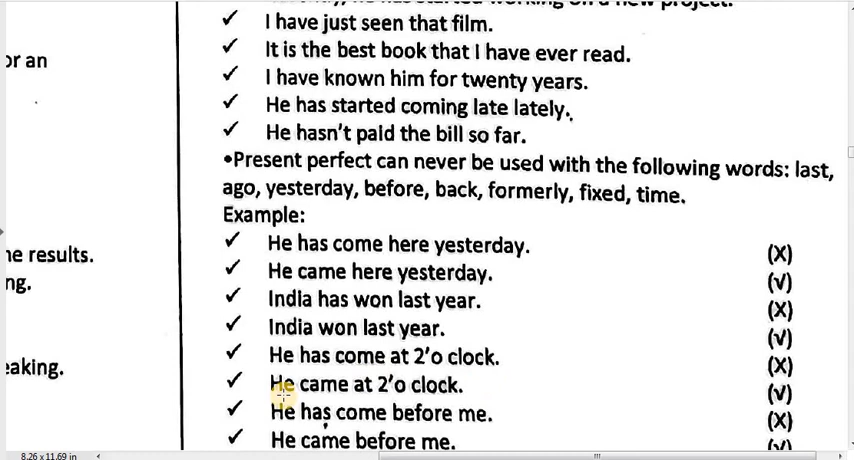 or an
he results.
ng.
eaking.
on a new project.
✓ I have just seen that film.
✓ It is the best book that I have ever read.
✓ I have known him for twenty years.
✓ He has started coming late lately.
✓ He hasn't paid the bill so far.
•Present perfect can never be used with the following words: last,
ago, yesterday, before, back, formerly, fixed, time.
Example:
✓ He has come here yesterday. (X)
✓ He came here yesterday. (√)
✓ India has won last year. (X)
✓ India won last year. (√)
✓ He has come at 2'o clock. (X)
✓ He came at 2'o clock. (√)
✓ He has come before me. (X)
✓ He came before me. (√)
8.26 x 11.69 in